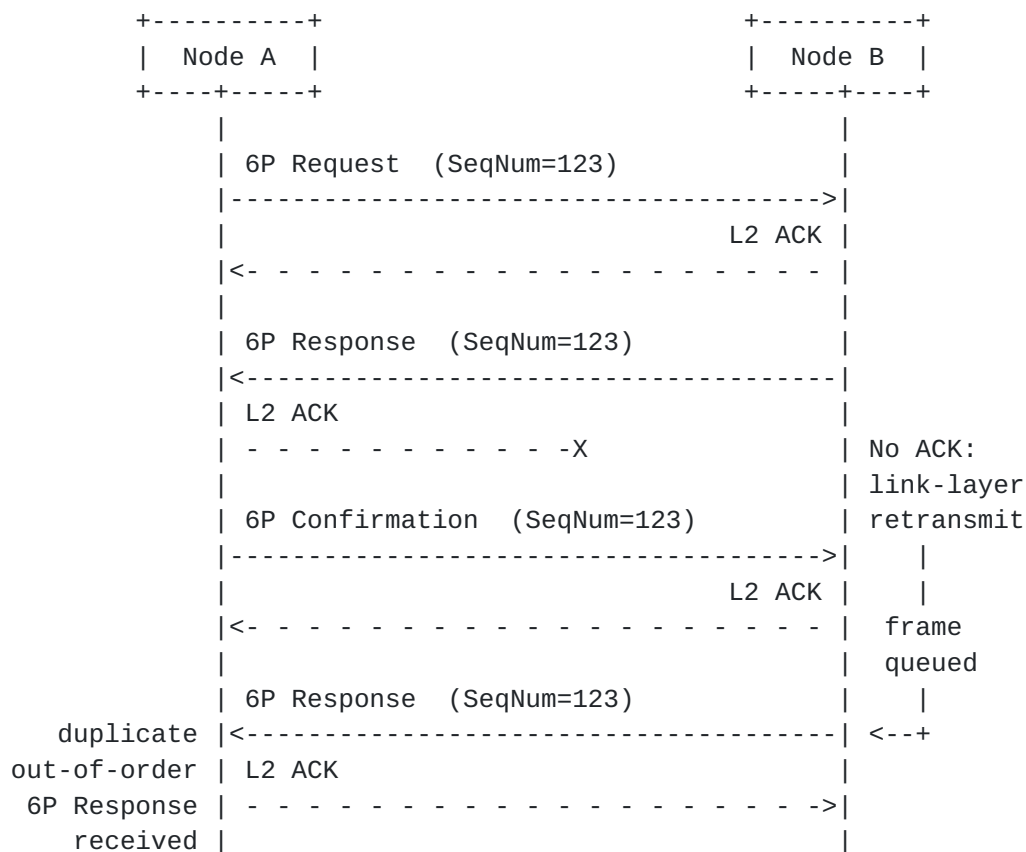 +----------+                           +----------+
|  Node A  |                           |  Node B  |
+----+-----+                           +-----+----+
     |                                       |
     | 6P Request  (SeqNum=123)              |
     |-------------------------------------->|
     |                                L2 ACK |
     |<- - - - - - - - - - - - - - - - - - - |
     |                                       |
     | 6P Response  (SeqNum=123)             |
     |<--------------------------------------|
     | L2 ACK                                |
     | - - - - - - - - - - -X                | No ACK:
     |                                       | link-layer
     | 6P Confirmation  (SeqNum=123)         | retransmit
     |-------------------------------------->|    |
     |                                L2 ACK |    |
     |<- - - - - - - - - - - - - - - - - - - |  frame
     |                                       |  queued
     | 6P Response  (SeqNum=123)             |    |
duplicate |<--------------------------------------| <--+
out-of-order | L2 ACK                                |
6P Response | - - - - - - - - - - - - - - - - - - ->|
received |                                       |